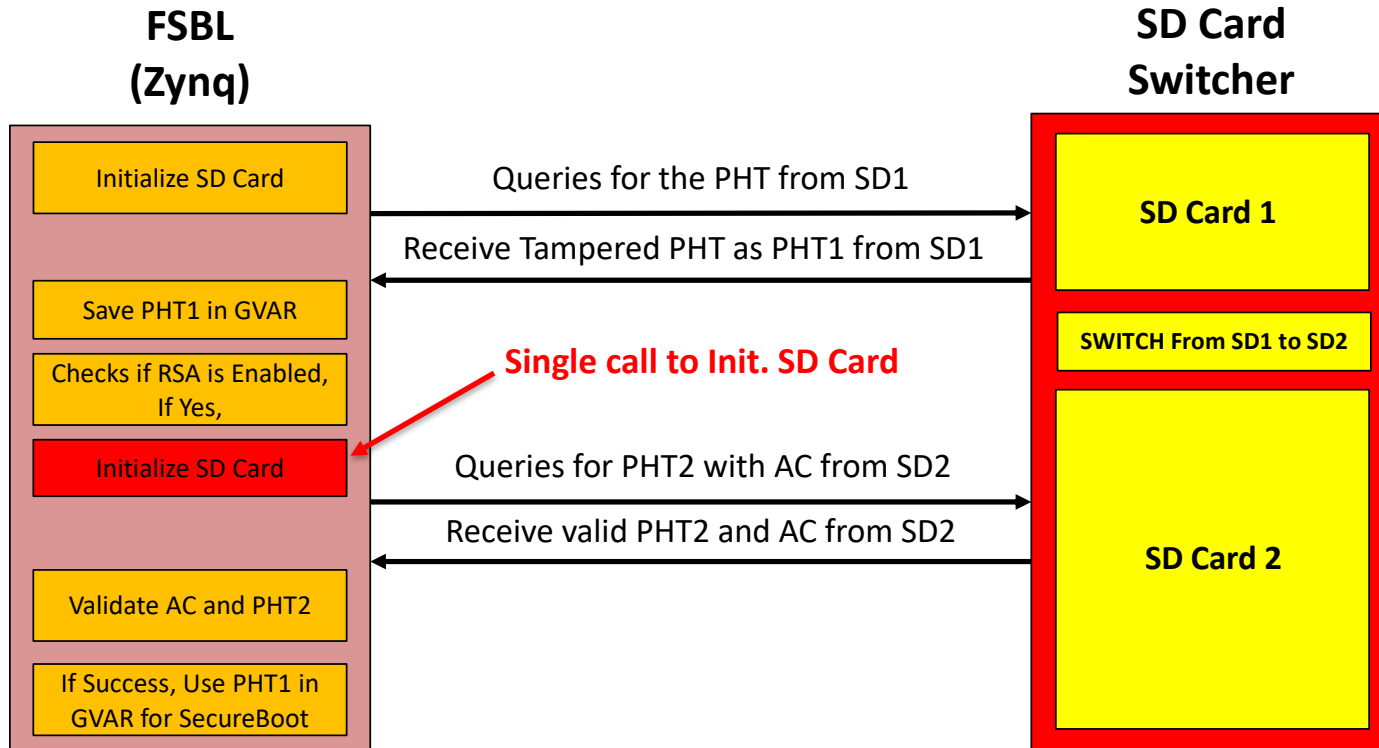 FSBL
(Zynq)
SD Card
Switcher
Initialize SD Card
Queries for the PHT from SD1
SD Card 1
Receive Tampered PHT as PHT1 from SD1
Save PHT1 in GVAR
SWITCH From SD1 to SD2
Checks if RSA is Enabled,
If Yes,
Single call to Init. SD Card
Initialize SD Card
Queries for PHT2 with AC from SD2
Receive valid PHT2 and AC from SD2
SD Card 2
Validate AC and PHT2
If Success, Use PHT1 in
GVAR for SecureBoot